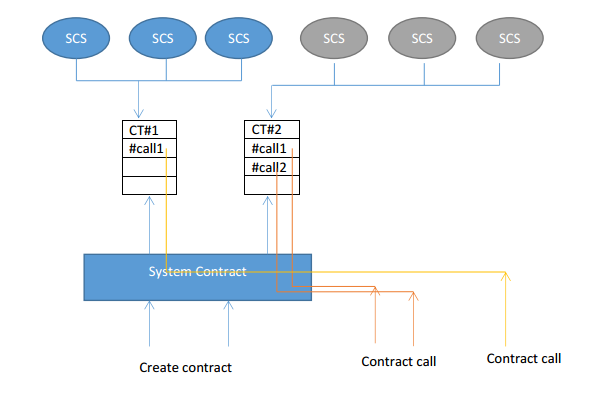 SCS
SCS
SCS
SCS
SCS
SCS
CT#1
#call1
CT#2
#call1
#call2
System Contract
Create contract
Contract call
Contract call